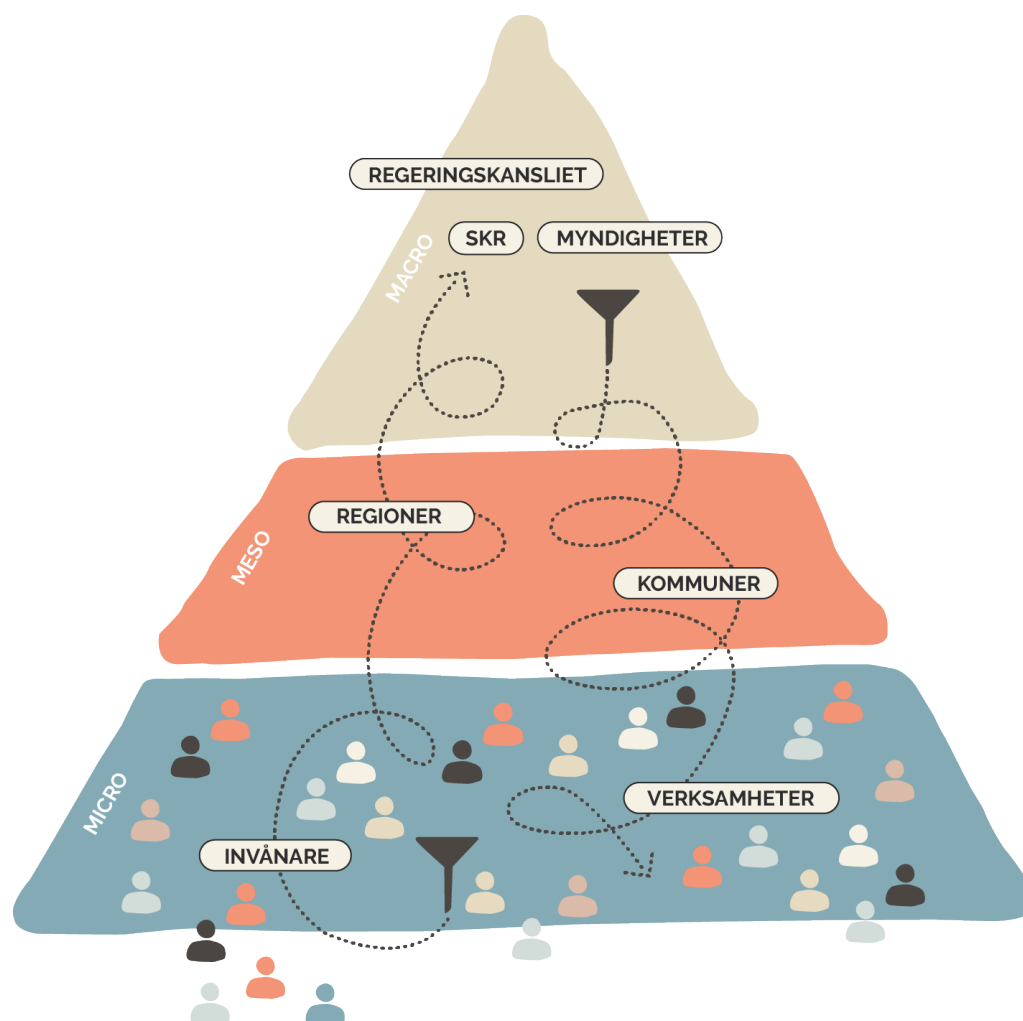 REGERINGSKANSLIET
SKR
MYNDIGHETER
MACRO
REGIONER
MESO
KOMMUNER
MICRO
VERKSAMHETER
INVÅNARE